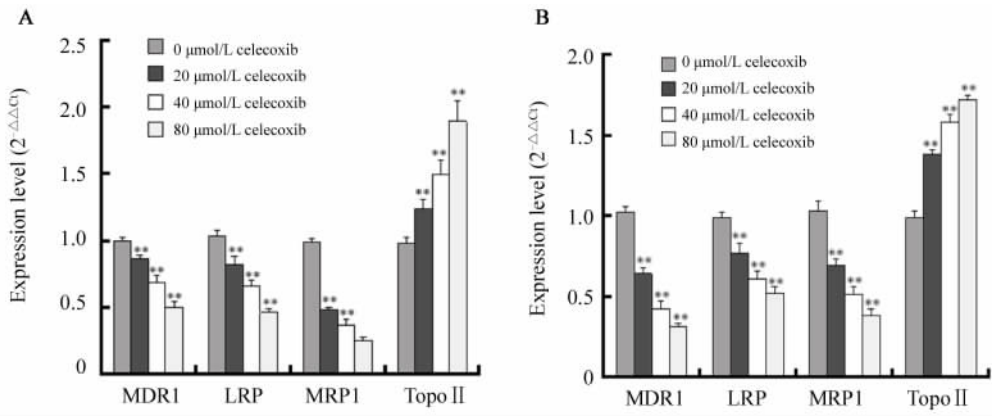 A
Expression level (2⁻△△Ct)
2.5
2.0
1.5
1.0
0.5
0
0 μmol/L celecoxib
20 μmol/L celecoxib
40 μmol/L celecoxib
80 μmol/L celecoxib
** ** **
** ** **
** **
** ** **
MDR1 LRP MRP1 Topo Ⅱ
B
Expression level (2⁻△△Ct)
2.0
1.5
1.0
0.5
0
0 μmol/L celecoxib
20 μmol/L celecoxib
40 μmol/L celecoxib
80 μmol/L celecoxib
** ** **
** ** **
** ** **
** ** **
MDR1 LRP MRP1 Topo Ⅱ